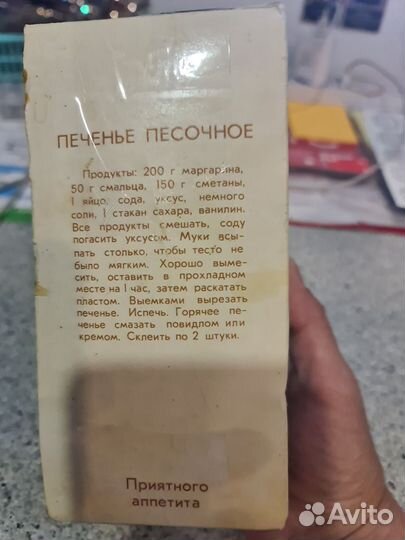 ПЕЧЕНЬЕ ПЕСОЧНОЕ
Продукты: 200 г маргарина,
50 г смальца, 150 г сметаны,
1 яйцо, сода, уксус, немного
соли, 1 стакан сахара, ванилин.
Все продукты смешать, соду
погасить уксусом. Муки всы-
пать столько, чтобы тесто не
было мягким. Хорошо выме-
сить, оставить в прохладном
месте на 1 час, затем раскатать
пластом. Выемками вырезать
печенье. Испечь. Горячее пе-
ченье смазать повидлом или
кремом. Склеить по 2 штуки.
Приятного
аппетита
Avito